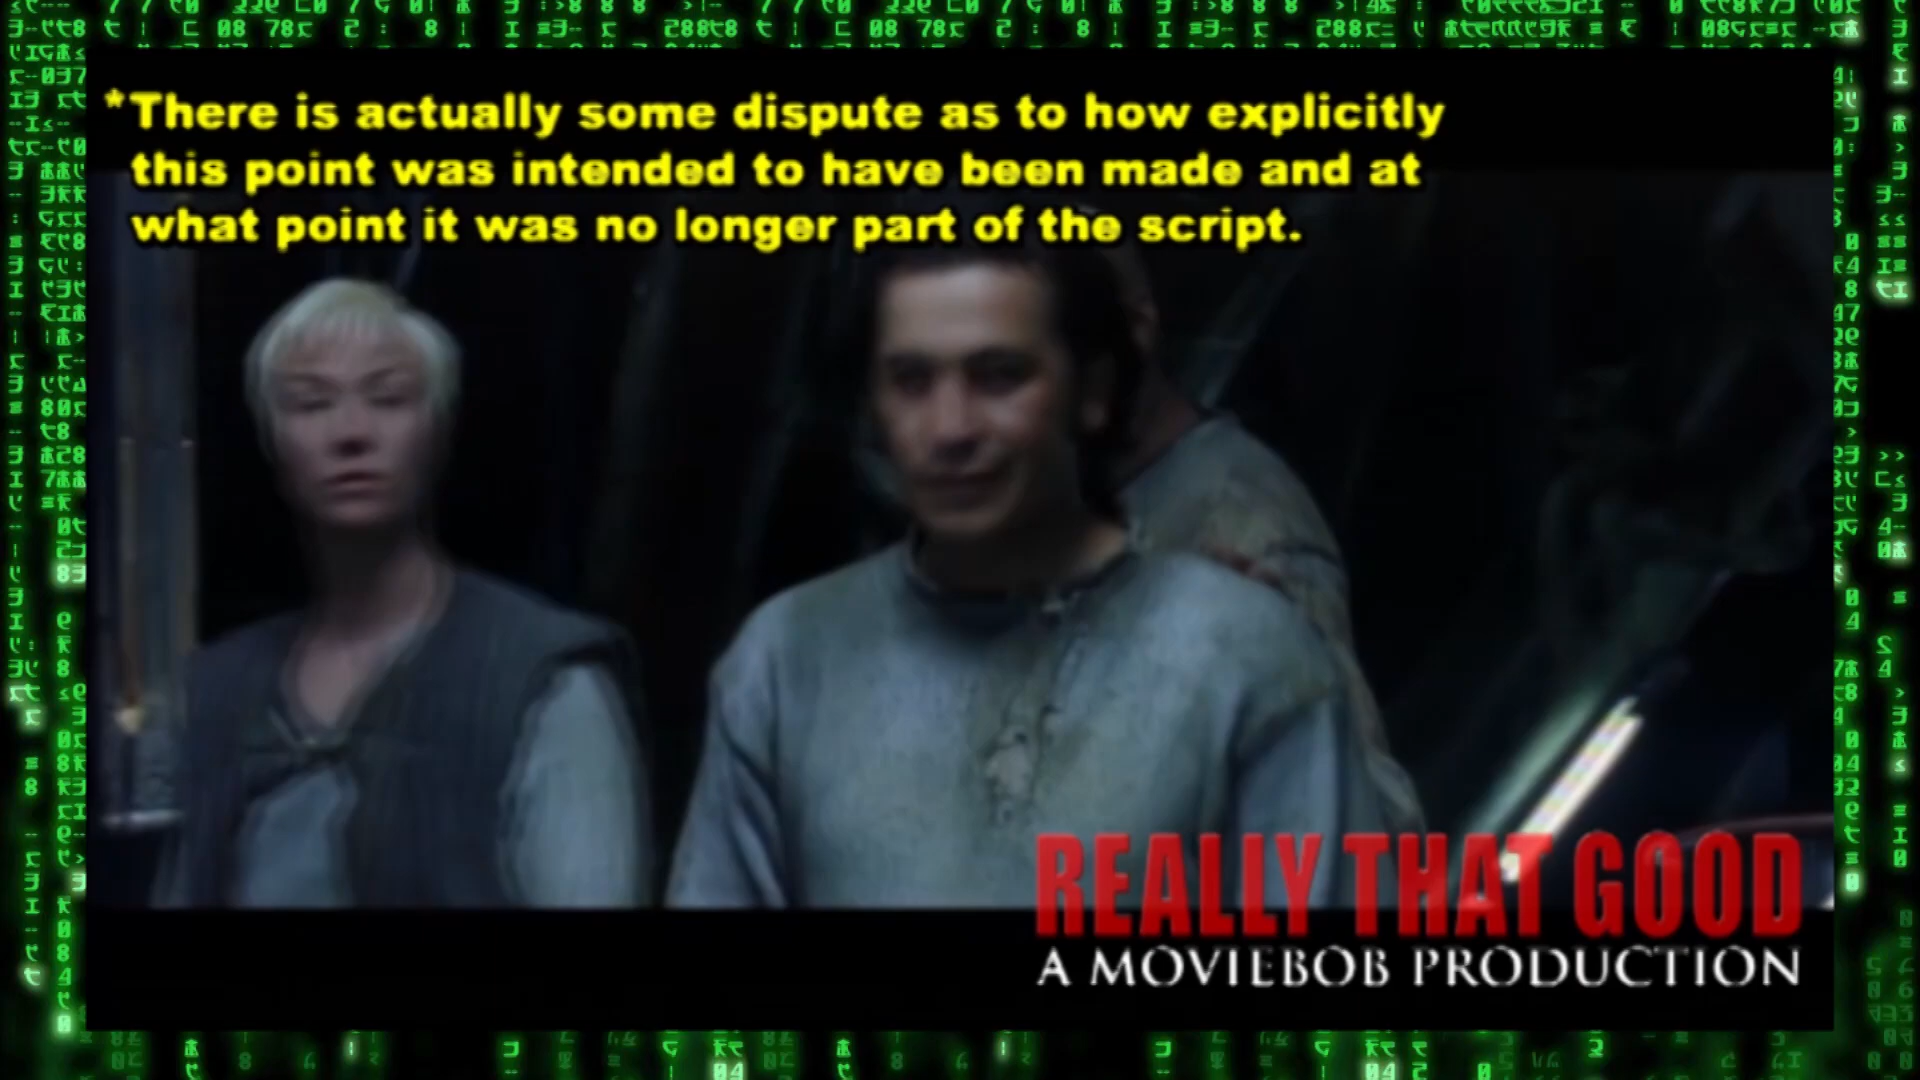 *There is actually some dispute as to how explicitly
this point was intended to have been made and at
what point it was no longer part of the script.
REALLY THAT GOOD
A MOVIEBOB PRODUCTION